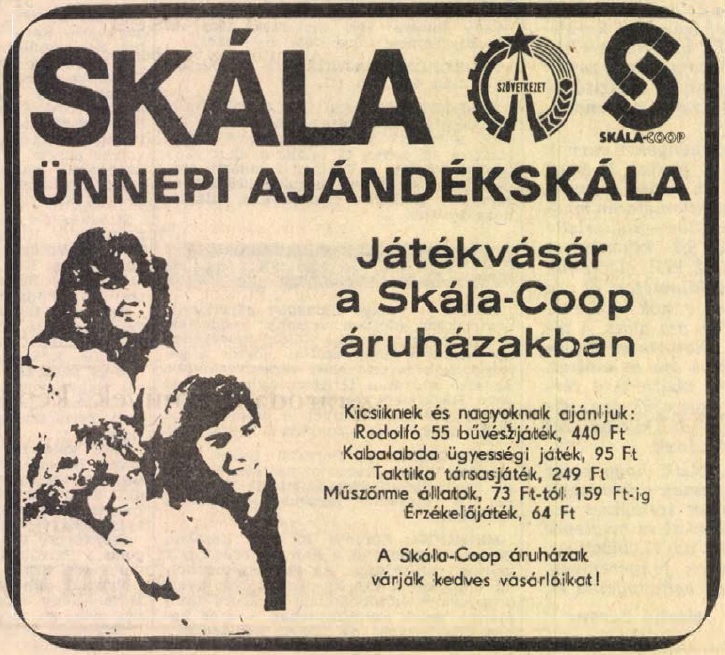 SKÁLA
SZÖVETKEZET
SKÁLA-COOP
ÜNNEPI AJÁNDÉKSKÁLA
Játékvásár
a Skála-Coop
áruházakban
Kicsiknek és nagyoknak ajánljuk:
Rodolfó 55 bűvészjáték, 440 Ft
Kabalabda ügyességi játék, 95 Ft
Taktika társasjáték, 249 Ft
Műszőrme állatok, 73 Ft-tól 159 Ft-ig
Érzékelőjáték, 64 Ft
A Skála-Coop áruházak
várják kedves vásárlóikat!